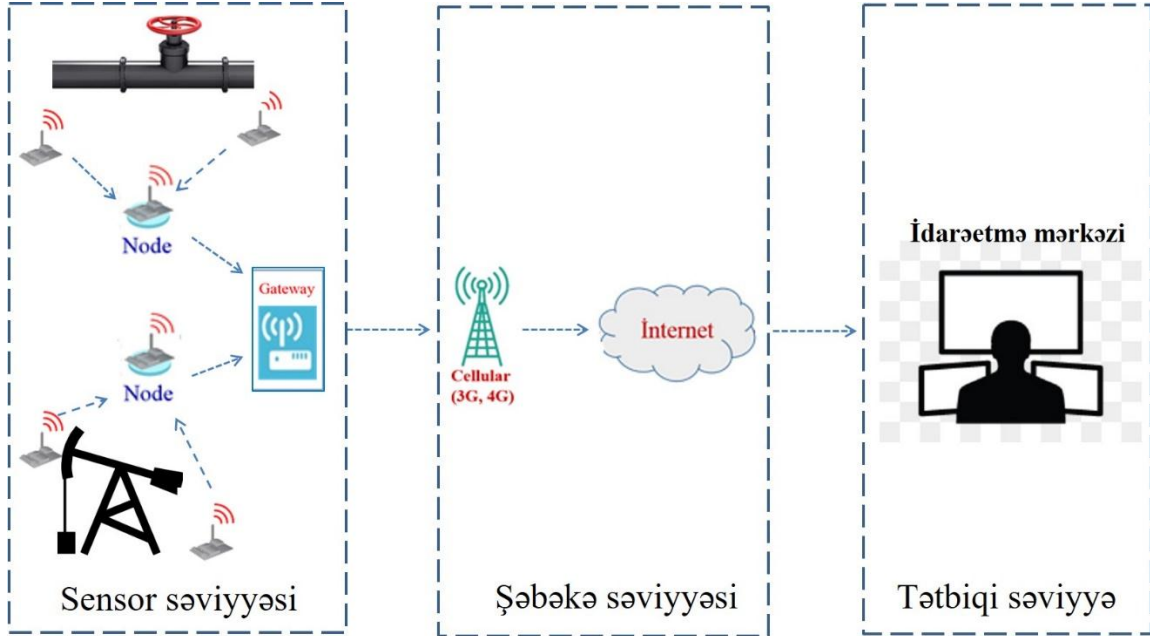 Node
Gateway
Node
Sensor səviyyəsi
Cellular
(3G, 4G)
İnternet
Şəbəkə səviyyəsi
İdarəetmə mərkəzi
Tətbiqi səviyyə